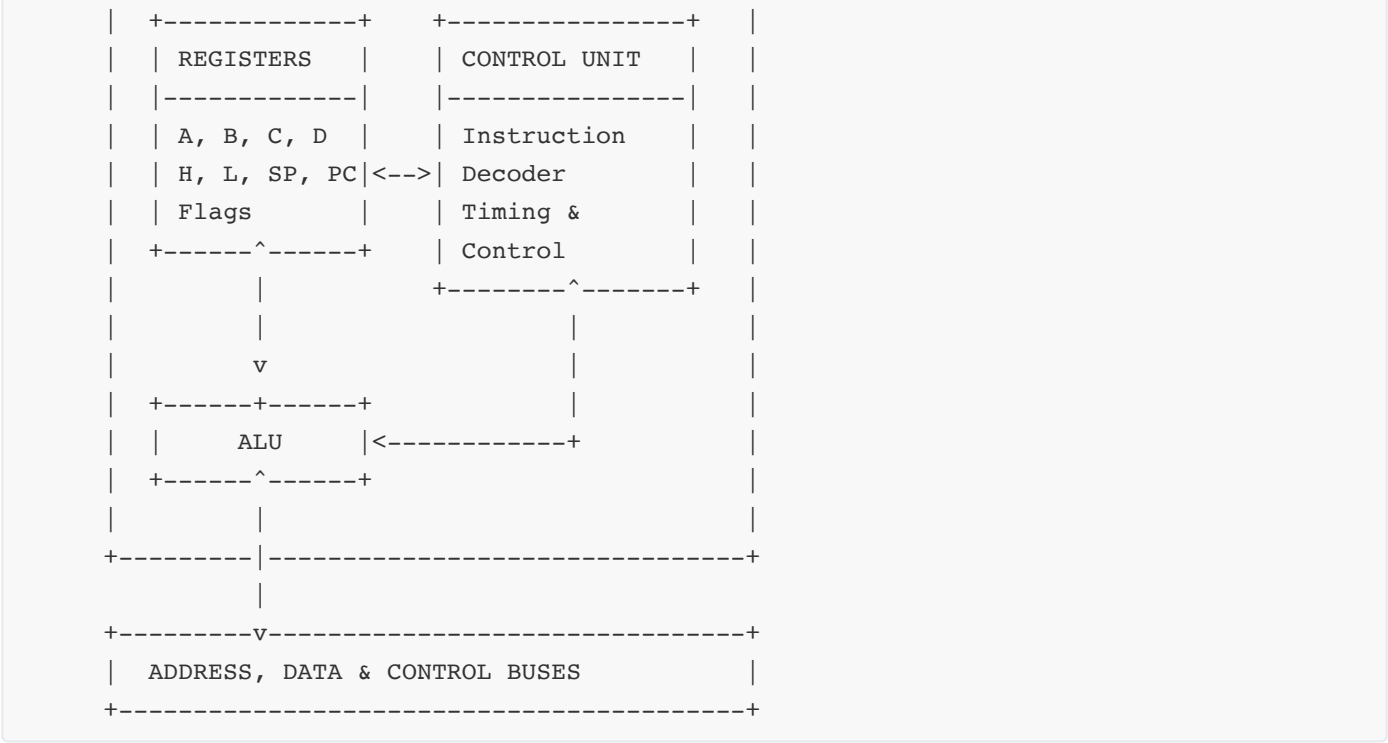 |  +-------------+    +----------------+   |
|  | REGISTERS   |    | CONTROL UNIT   |   |
|  |-------------|    |----------------|   |
|  | A, B, C, D  |    | Instruction    |   |
|  | H, L, SP, PC|<-->| Decoder        |   |
|  | Flags       |    | Timing &       |   |
|  +------^------+    | Control        |   |
|         |           +--------^-------+   |
|         |                    |           |
|         v                    |           |
|  +------+------+             |           |
|  |     ALU     |<------------+           |
|  +------^------+                         |
|         |                                |
+---------|--------------------------------+
          |
+---------v--------------------------------+
|  ADDRESS, DATA & CONTROL BUSES           |
+------------------------------------------+